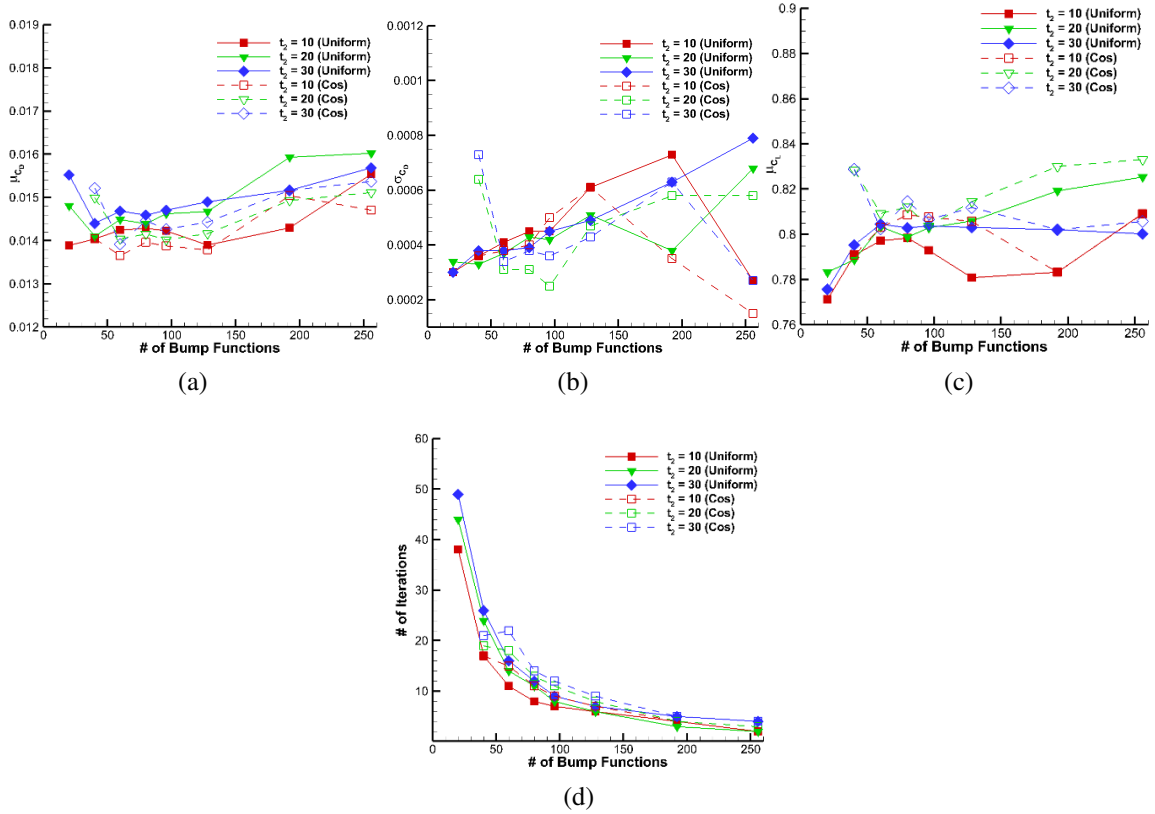 0.019
0.018
0.017
0.016
0.015
0.014
0.013
0.012
μ_{C_D}
0 50 100 150 200 250
# of Bump Functions
t₂ = 10 (Uniform)
t₂ = 20 (Uniform)
t₂ = 30 (Uniform)
t₂ = 10 (Cos)
t₂ = 20 (Cos)
t₂ = 30 (Cos)
(a)
0.0012
0.001
0.0008
0.0006
0.0004
0.0002
σ_{C_D}
0 50 100 150 200 250
# of Bump Functions
t₂ = 10 (Uniform)
t₂ = 20 (Uniform)
t₂ = 30 (Uniform)
t₂ = 10 (Cos)
t₂ = 20 (Cos)
t₂ = 30 (Cos)
(b)
0.9
0.88
0.86
0.84
0.82
0.8
0.78
0.76
μ_{C_L}
0 50 100 150 200 250
# of Bump Functions
t₂ = 10 (Uniform)
t₂ = 20 (Uniform)
t₂ = 30 (Uniform)
t₂ = 10 (Cos)
t₂ = 20 (Cos)
t₂ = 30 (Cos)
(c)
60
50
40
30
20
10
# of Iterations
0 50 100 150 200 250
# of Bump Functions
t₂ = 10 (Uniform)
t₂ = 20 (Uniform)
t₂ = 30 (Uniform)
t₂ = 10 (Cos)
t₂ = 20 (Cos)
t₂ = 30 (Cos)
(d)